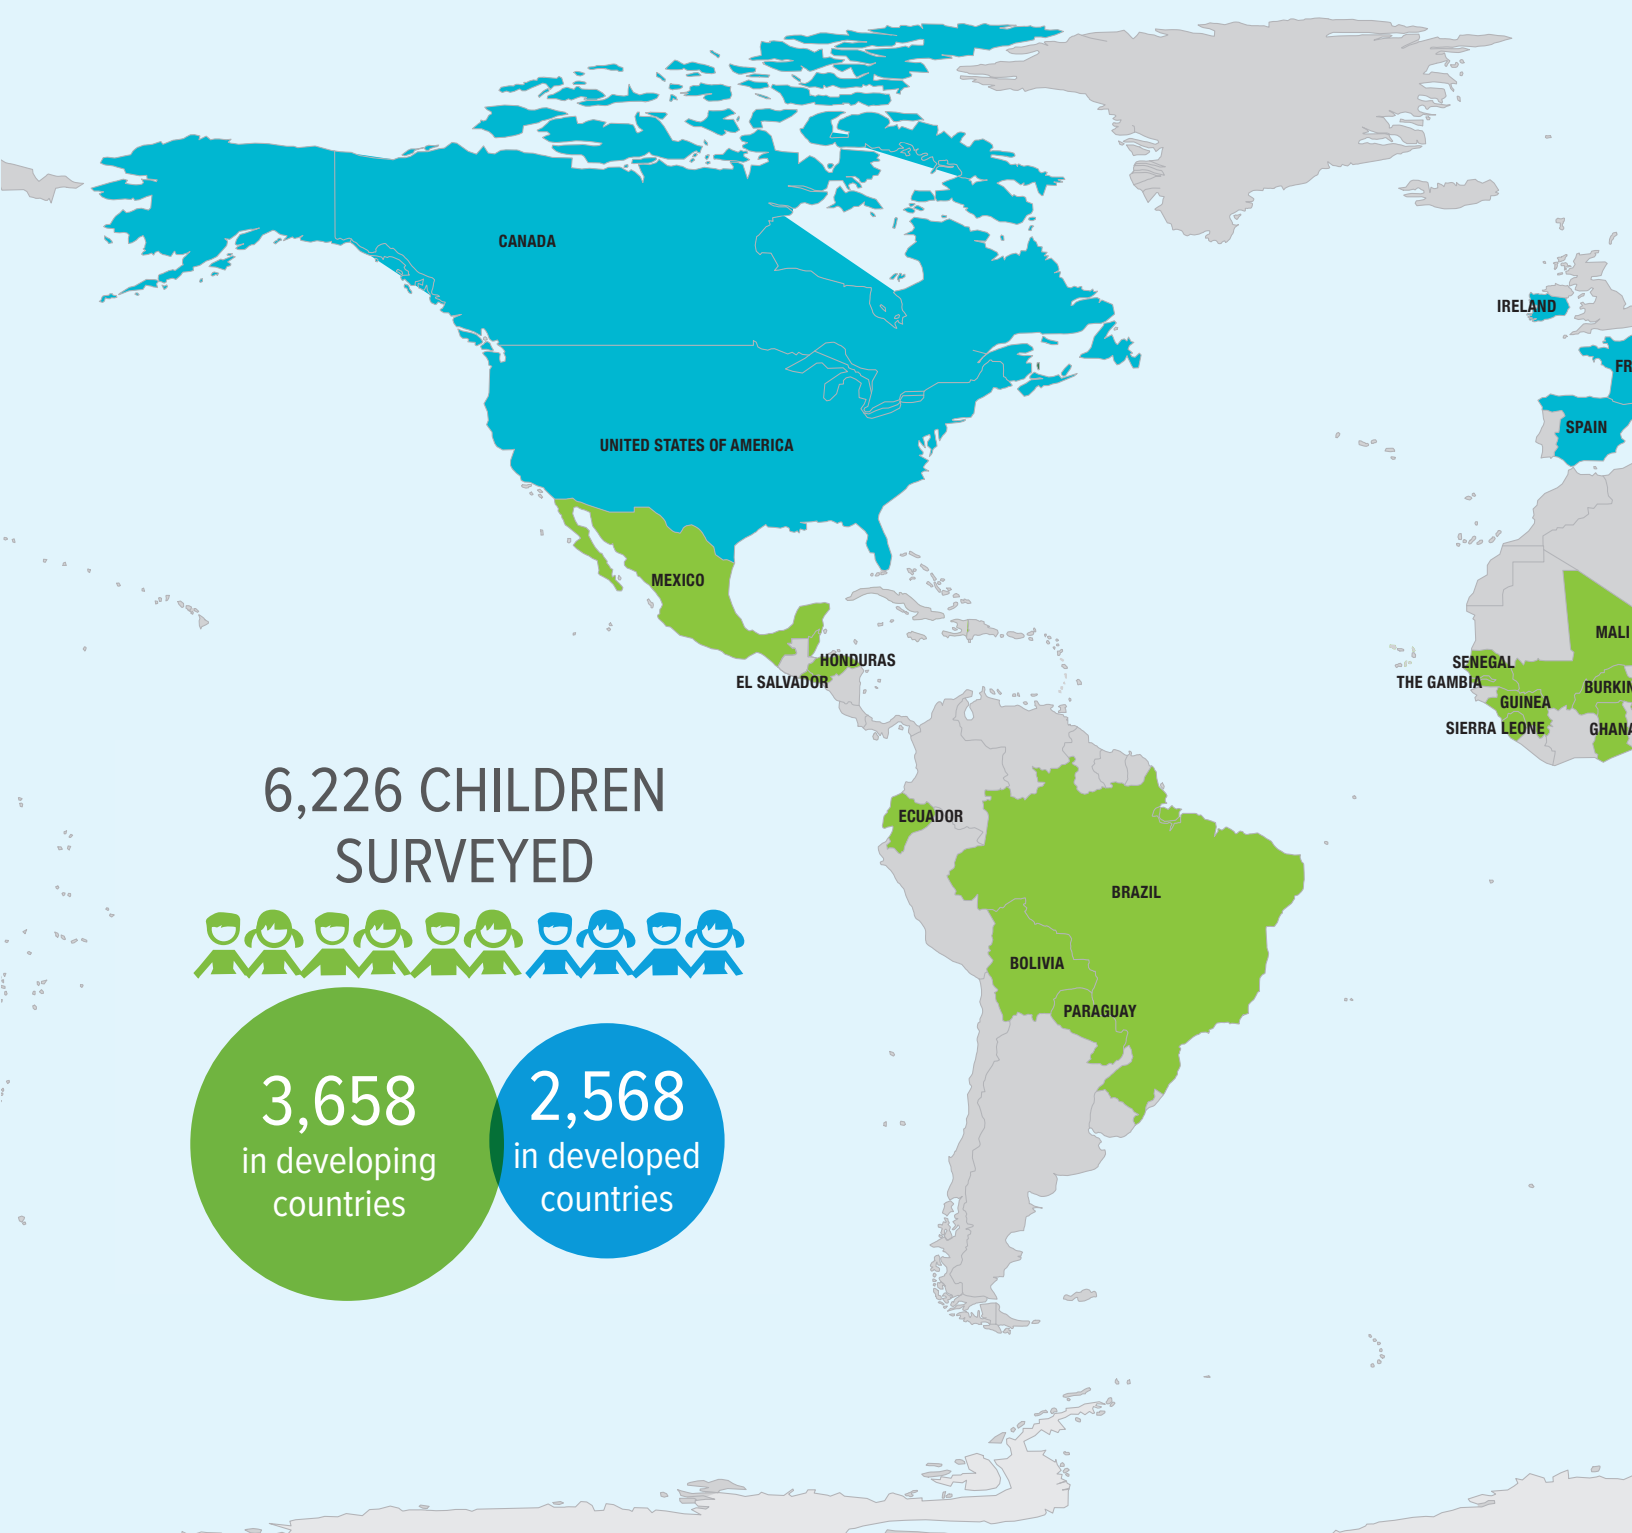 CANADA
IRELAND
FR
UNITED STATES OF AMERICA
SPAIN
MEXICO
MALI
HONDURAS
SENEGAL
EL SALVADOR
THE GAMBIA
BURKIN
GUINEA
SIERRA LEONE
GHANA
6,226 CHILDREN
SURVEYED
ECUADOR
BRAZIL
BOLIVIA
PARAGUAY
3,658
in developing
countries
2,568
in developed
countries